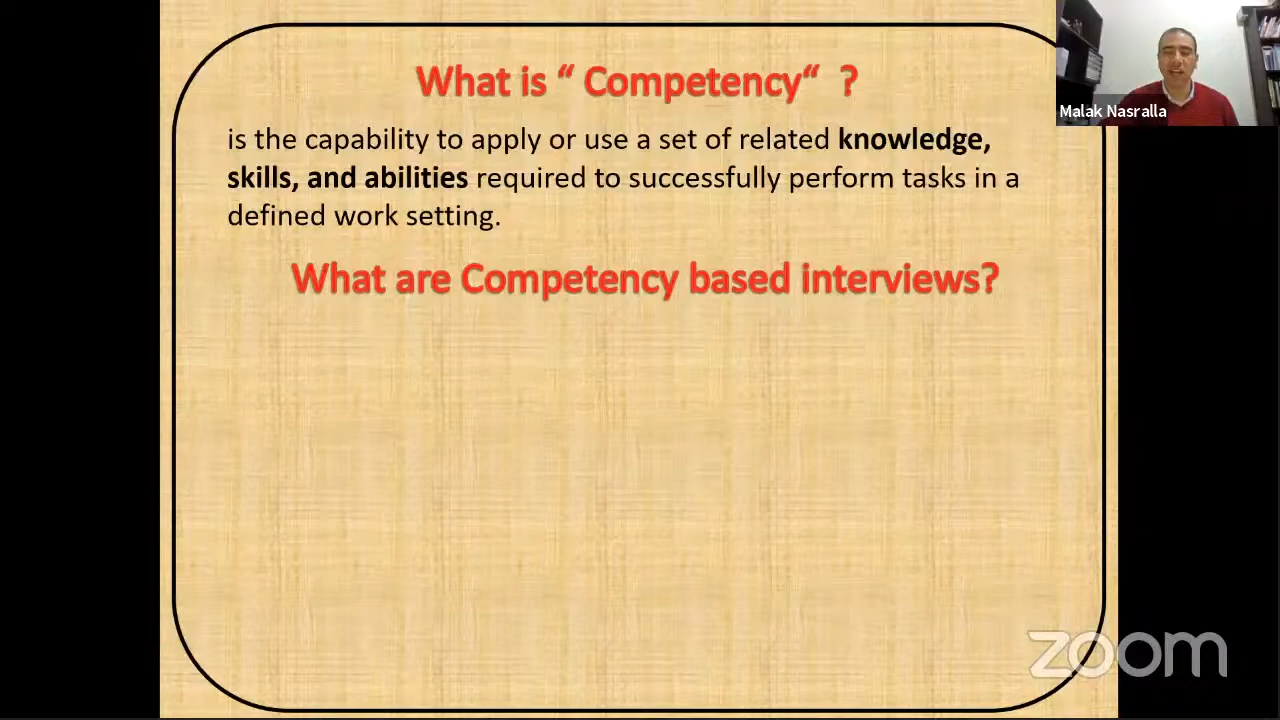 What is “ Competency“ ?
is the capability to apply or use a set of related knowledge,
skills, and abilities required to successfully perform tasks in a
defined work setting.
What are Competency based interviews?
Malak Nasralla
zoom